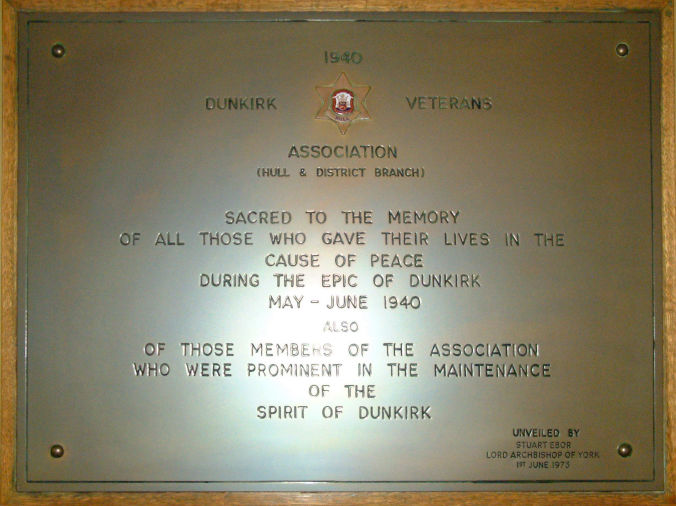 1940
DUNKIRK VETERANS
ASSOCIATION
(HULL & DISTRICT BRANCH)
SACRED TO THE MEMORY
OF ALL THOSE WHO GAVE THEIR LIVES IN THE
CAUSE OF PEACE
DURING THE EPIC OF DUNKIRK
MAY – JUNE 1940
ALSO
OF THOSE MEMBERS OF THE ASSOCIATION
WHO WERE PROMINENT IN THE MAINTENANCE
OF THE
SPIRIT OF DUNKIRK
UNVEILED BY
STUART EBOR
LORD ARCHBISHOP OF YORK
1ST JUNE 1973